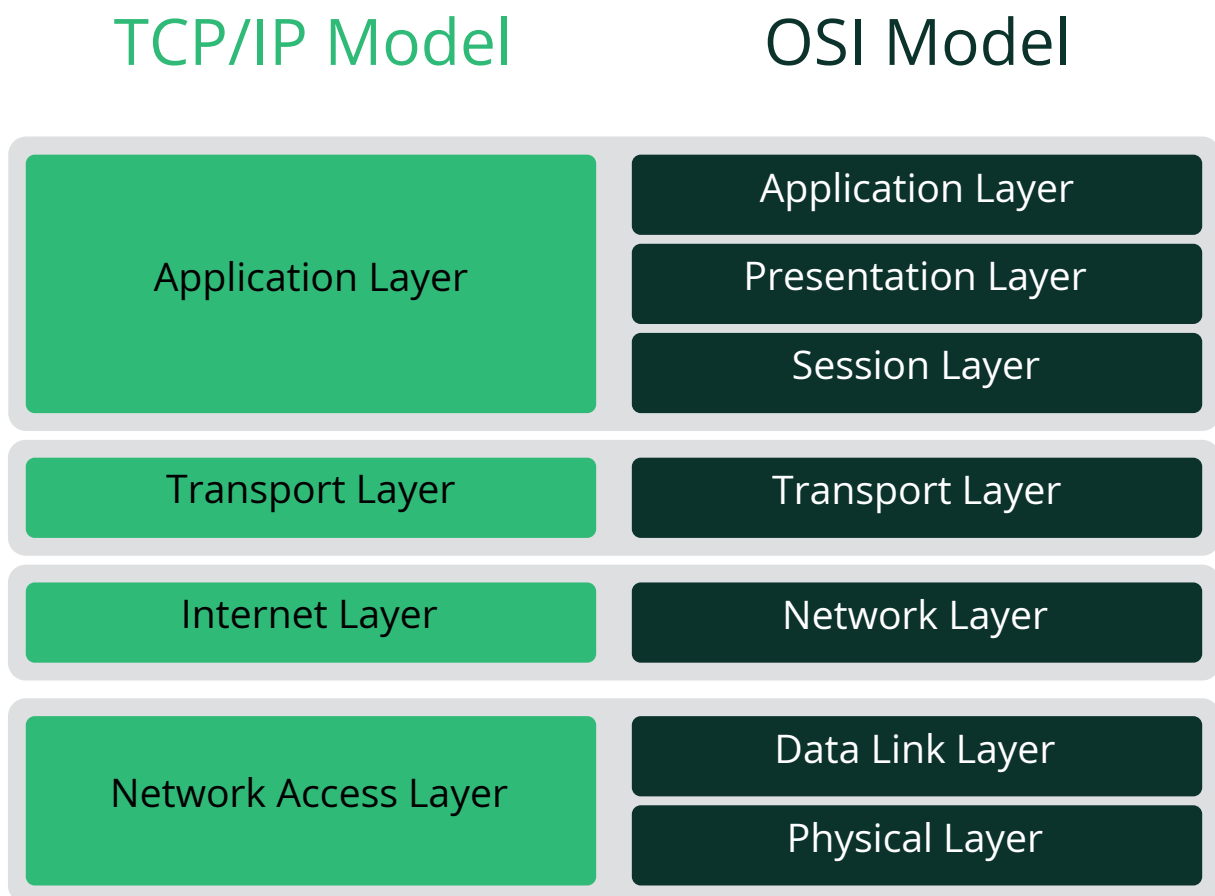 TCP/IP Model
OSI Model
Application Layer
Application Layer
Presentation Layer
Session Layer
Transport Layer
Transport Layer
Internet Layer
Network Layer
Network Access Layer
Data Link Layer
Physical Layer